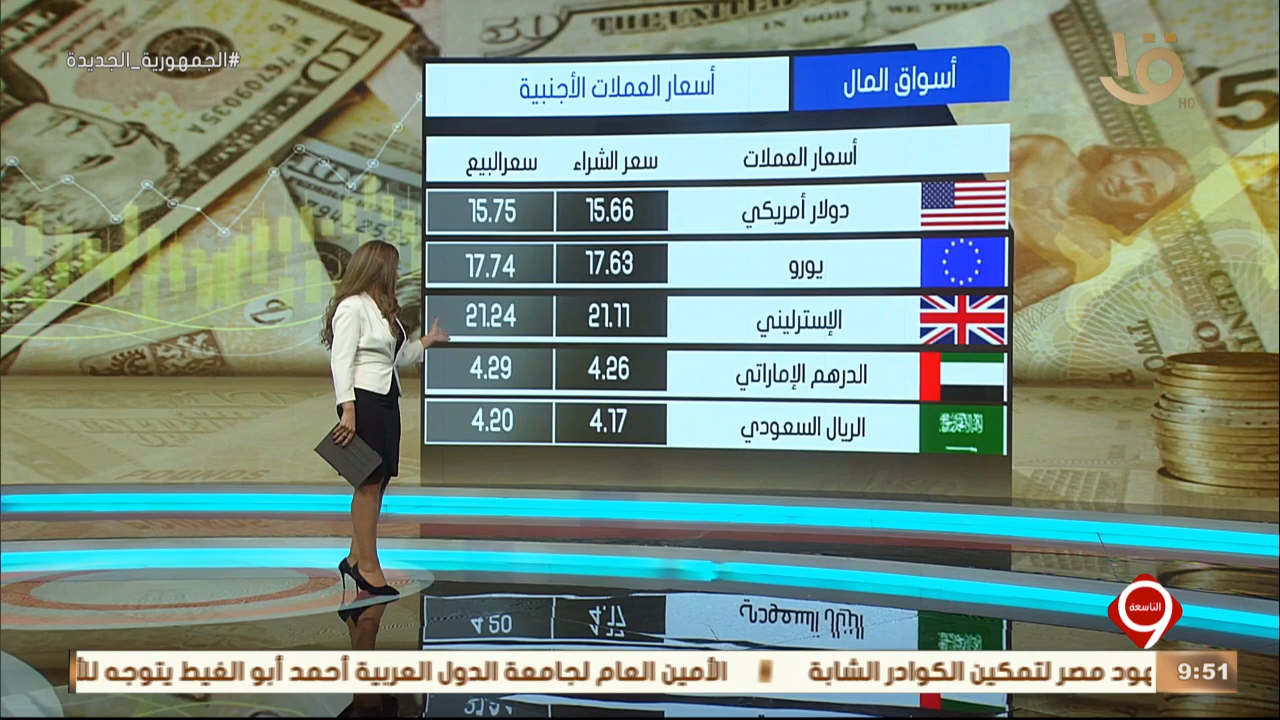 #الجمهورية_الجديدة
HD
أسواق المال
أسعار العملات الأجنبية
أسعار العملات سعر الشراء سعرالبيع
دولار أمريكي 15.66 15.75
يورو 17.63 17.74
الإسترليني 21.11 21.24
الدرهم الإماراتي 4.26 4.29
الريال السعودي 4.17 4.20
التاسعة
9
9:51
هود مصر لتمكين الكوادر الشابة الأمين العام لجامعة الدول العربية أحمد أبو الغيط يتوجه